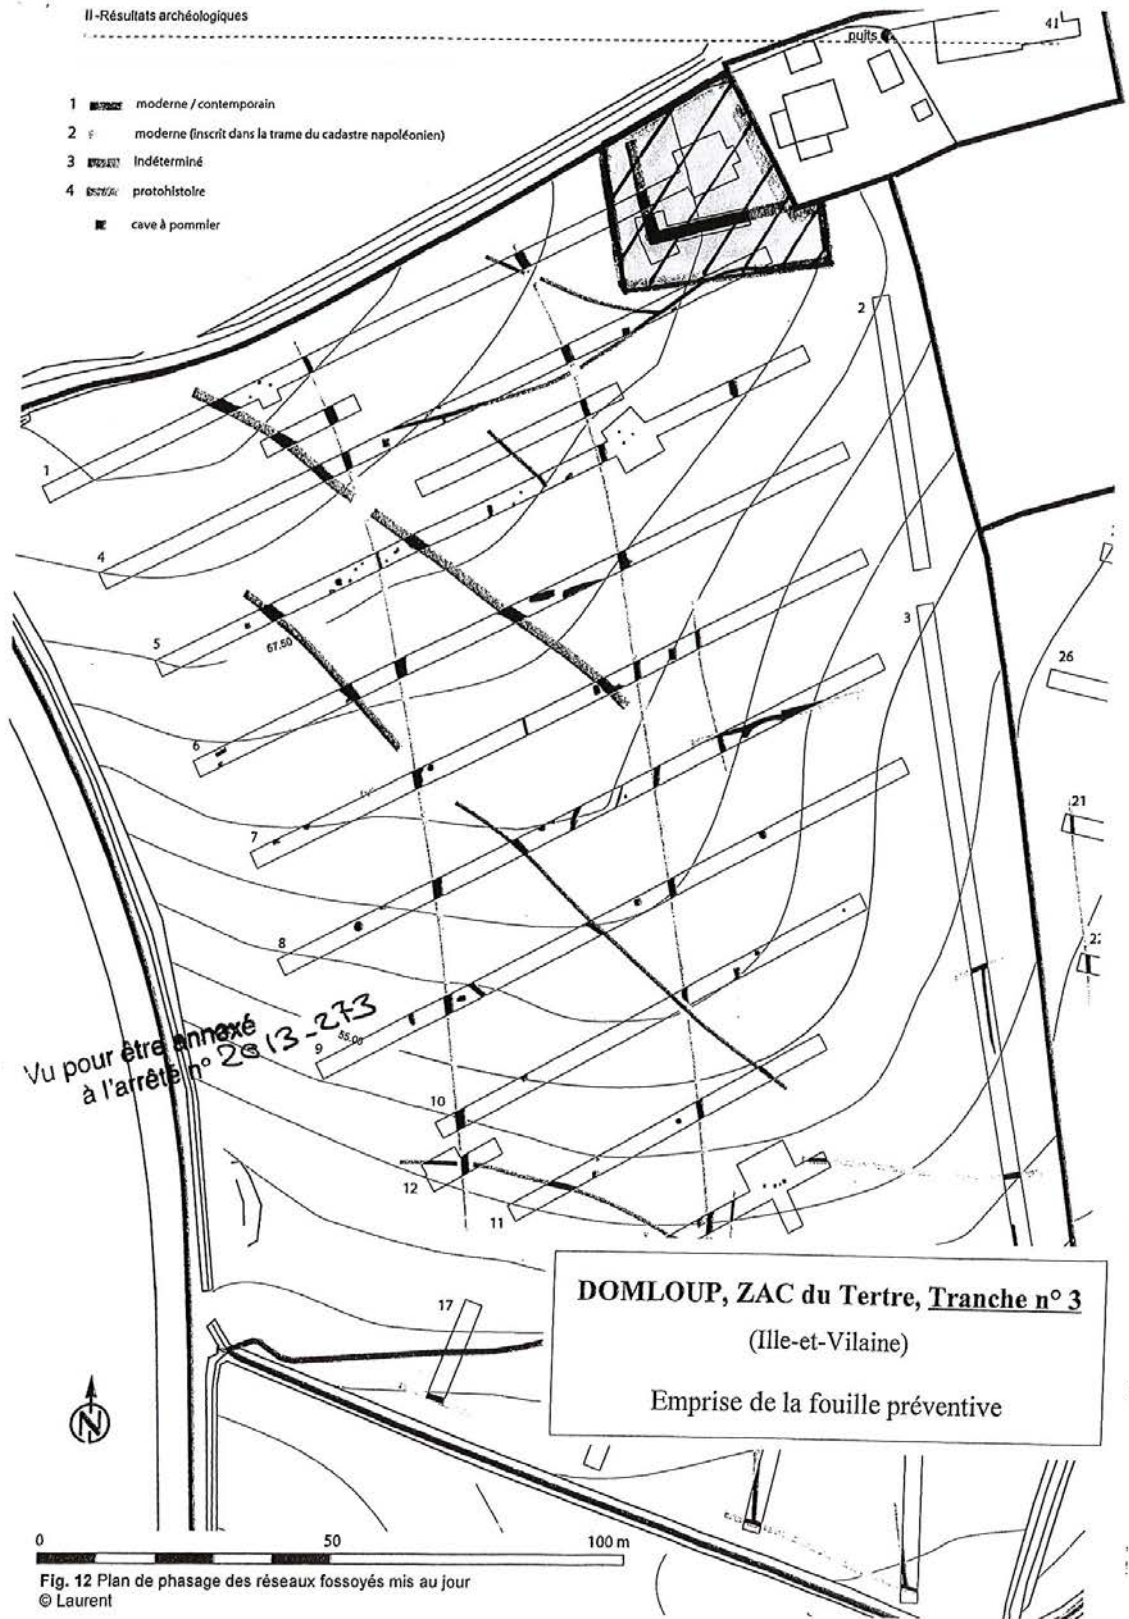 II-Résultats archéologiques
41
puits
1 moderne / contemporain
2 moderne (inscrit dans la trame du cadastre napoléonien)
3 Indéterminé
4 protohistoire
cave à pommier
2
1
4
5
67.50
3
26
6
7
21
8
22
Vu pour être annexé
à l'arrêté n° 2013-273
9
55.00
10
12
11
17
DOMLOUP, ZAC du Tertre, Tranche n° 3
(Ille-et-Vilaine)
Emprise de la fouille préventive
N
0 50 100 m
Fig. 12 Plan de phasage des réseaux fossoyés mis au jour
© Laurent